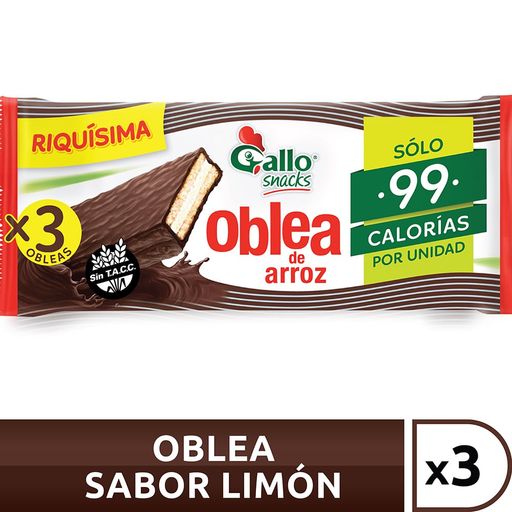 RIQUÍSIMA
Gallo®
snacks
SÓLO
·99·
CALORÍAS
POR UNIDAD
x3
OBLEAS
Oblea
de
arroz
Sin T.A.C.C.
OBLEA
SABOR LIMÓN
x3